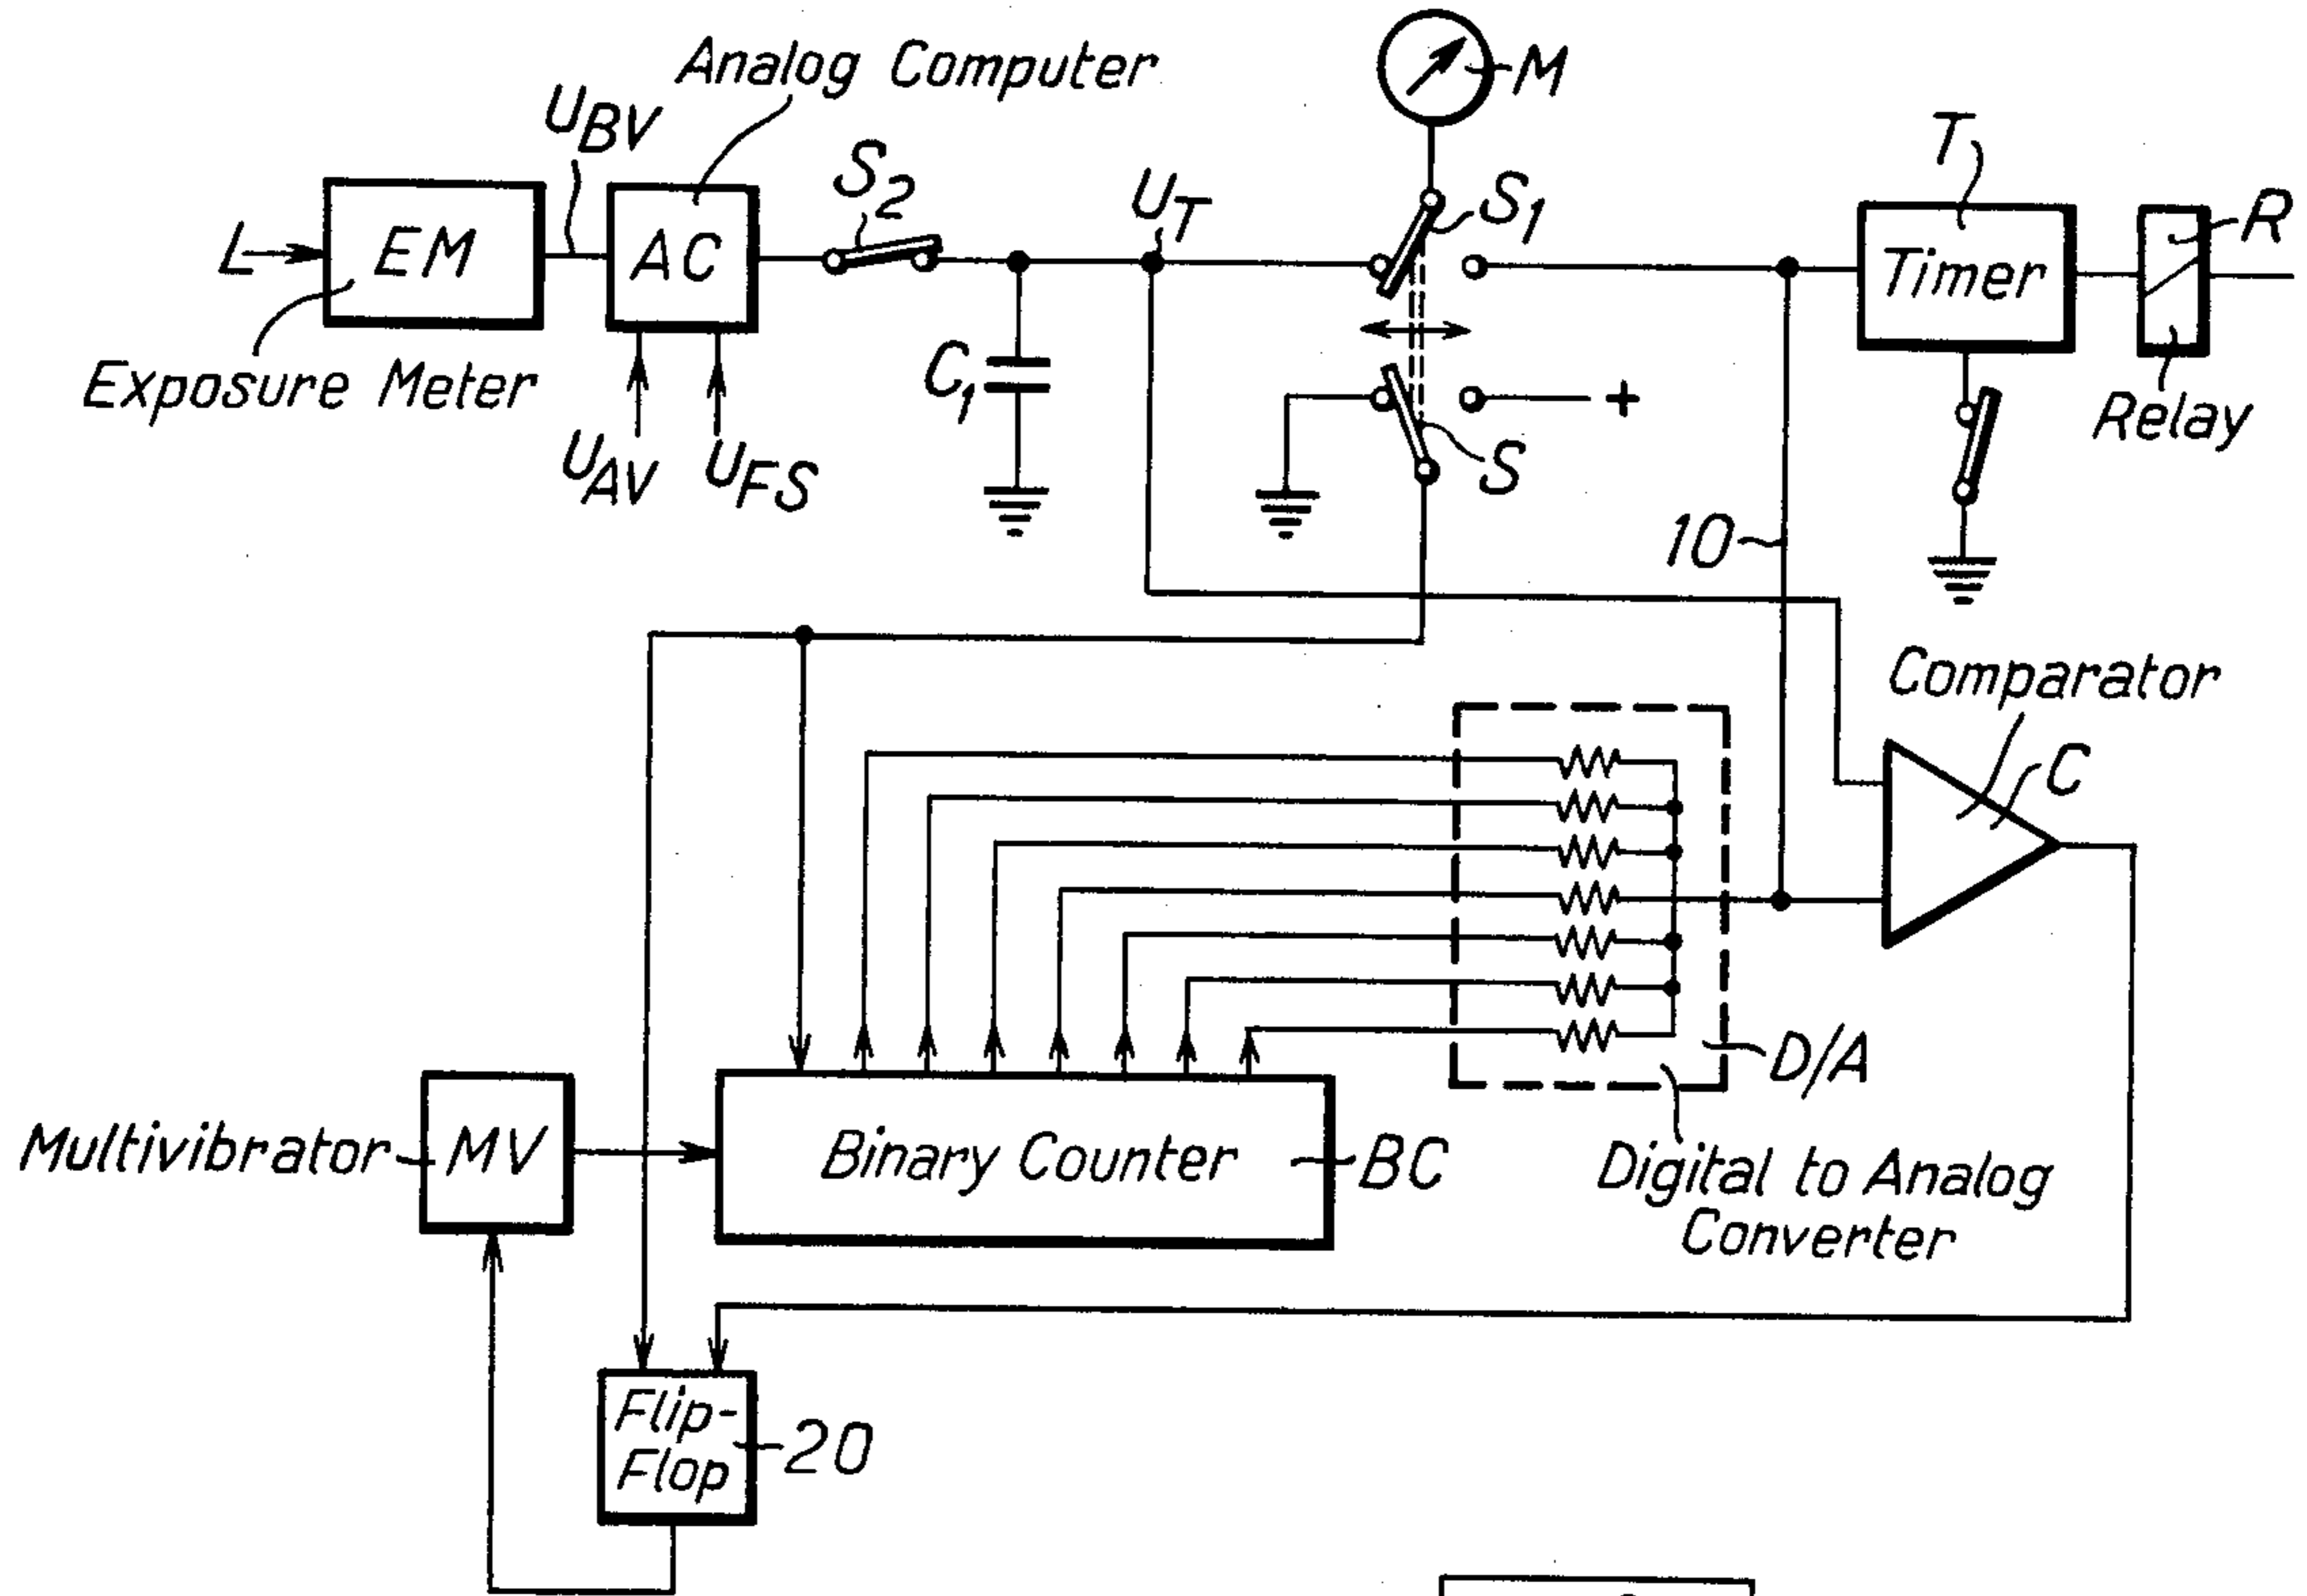 Analog Computer
M
UBV
T
S2
S1
UT
R
L
EM
AC
Timer
C1
+
Exposure Meter
Relay
UAV
UFS
S
10
Comparator
C
D/A
Multivibrator
MV
Binary Counter
BC
Digital to Analog
Converter
Flip-
Flop
20